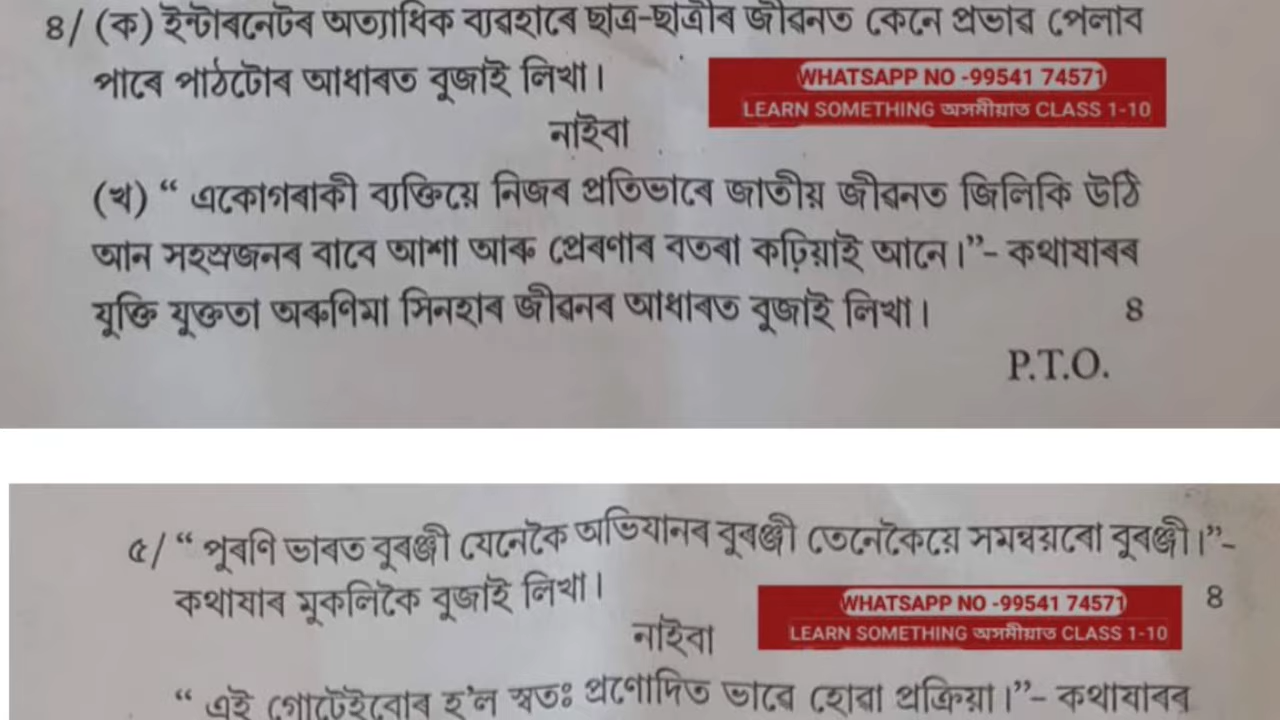 ৪/ (ক) ইন্টাৰনেটৰ অত্যাধিক ব্যৱহাৰে ছাত্ৰ-ছাত্ৰীৰ জীৱনত কেনে প্ৰভাৱ পেলাব
পাৰে পাঠটোৰ আধাৰত বুজাই লিখা।
WHATSAPP NO -99541 74571
LEARN SOMETHING অসমীয়াত CLASS 1-10
নাইবা
(খ) “ একোগৰাকী ব্যক্তিয়ে নিজৰ প্ৰতিভাৰে জাতীয় জীৱনত জিলিকি উঠি
আন সহস্ৰজনৰ বাবে আশা আৰু প্ৰেৰণাৰ বতৰা কঢ়িয়াই আনে।”- কথাষাৰৰ
যুক্তি যুক্ততা অৰুণিমা সিনহাৰ জীৱনৰ আধাৰত বুজাই লিখা। ৪
P.T.O.
৫/ “ পুৰণি ভাৰত বুৰঞ্জী যেনেকৈ অভিযানৰ বুৰঞ্জী তেনেকৈয়ে সমন্বয়ৰো বুৰঞ্জী।”-
কথাষাৰ মুকলিকৈ বুজাই লিখা। ৪
WHATSAPP NO -99541 74571
LEARN SOMETHING অসমীয়াত CLASS 1-10
নাইবা
“ এই গোটেইবোৰ হ'ল স্বতঃ প্ৰণোদিত ভাৱে হোৱা প্ৰক্ৰিয়া।”- কথাষাৰৰ